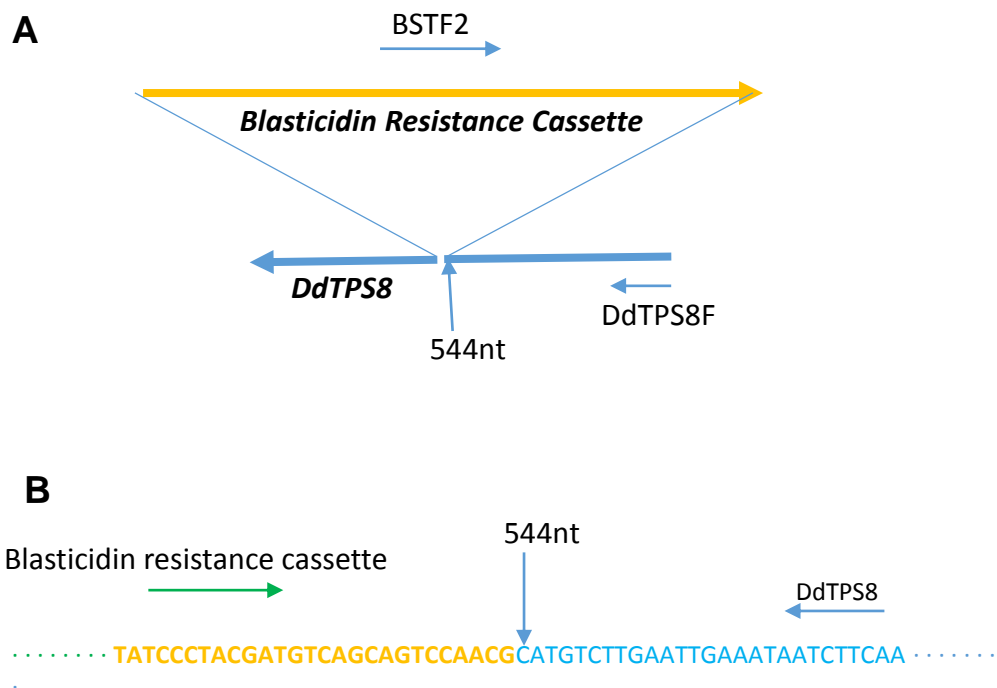 A
BSTF2
Blasticidin Resistance Cassette
DdTPS8
DdTPS8F
544nt
B
544nt
Blasticidin resistance cassette
DdTPS8
········TATCCCTACGATGTCAGCAGTCCAACGCATGTCTTGAATTGAAATAATCTTCAA·······
·